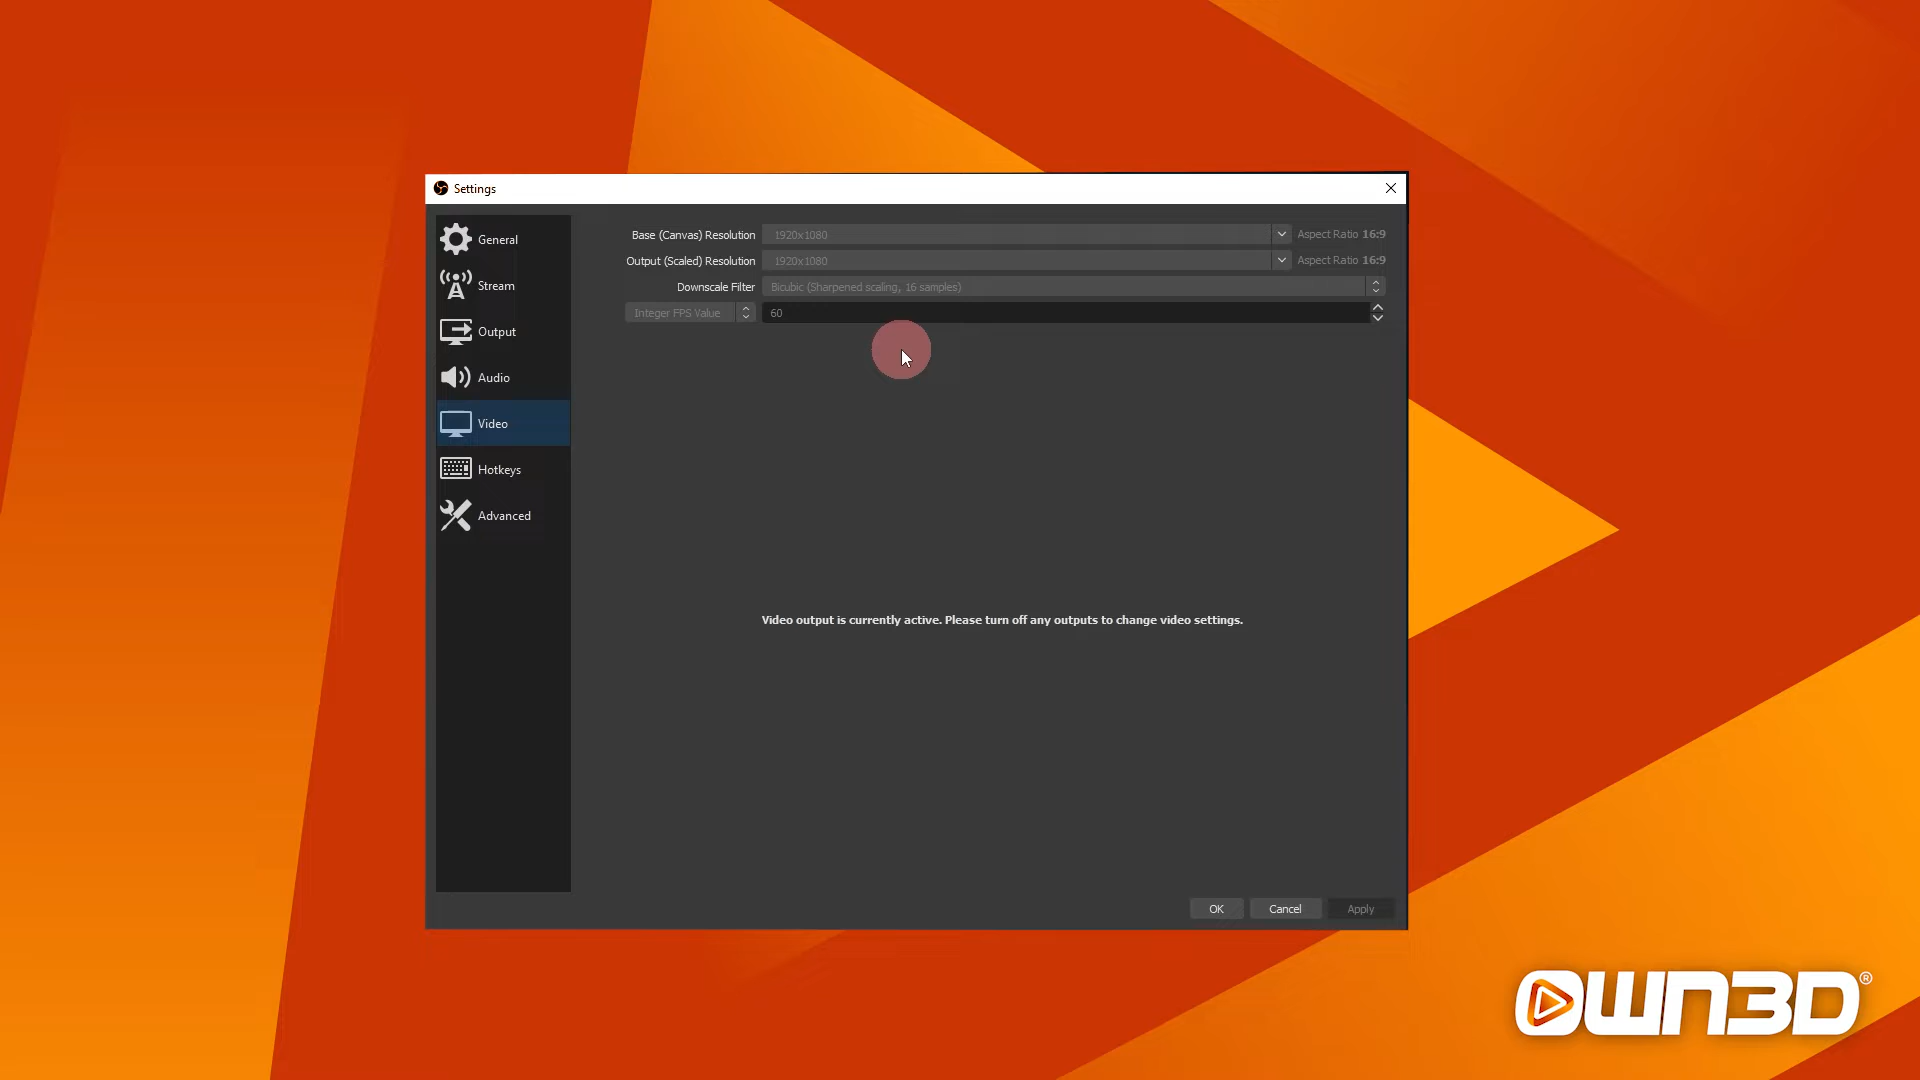 Settings
General
Stream
Output
Audio
Video
Hotkeys
Advanced
Base (Canvas) Resolution 1920x1080 Aspect Ratio 16:9
Output (Scaled) Resolution 1920x1080 Aspect Ratio 16:9
Downscale Filter Bicubic (Sharpened scaling, 16 samples)
Integer FPS Value 60
Video output is currently active. Please turn off any outputs to change video settings.
OK Cancel Apply
OWN3D®